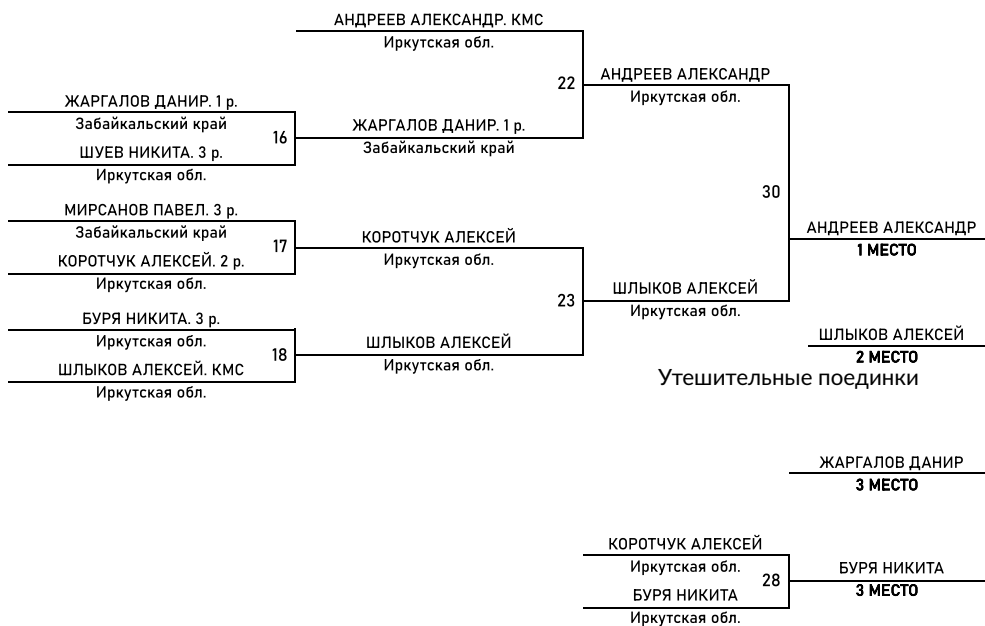 АНДРЕЕВ АЛЕКСАНДР. КМС
Иркутская обл.
22
АНДРЕЕВ АЛЕКСАНДР
Иркутская обл.
ЖАРГАЛОВ ДАНИР. 1 р.
Забайкальский край
16
ЖАРГАЛОВ ДАНИР. 1 р.
Забайкальский край
ШУЕВ НИКИТА. 3 р.
Иркутская обл.
30
МИРСАНОВ ПАВЕЛ. 3 р.
Забайкальский край
17
КОРОТЧУК АЛЕКСЕЙ
Иркутская обл.
АНДРЕЕВ АЛЕКСАНДР
1 МЕСТО
КОРОТЧУК АЛЕКСЕЙ. 2 р.
Иркутская обл.
23
ШЛЫКОВ АЛЕКСЕЙ
Иркутская обл.
БУРЯ НИКИТА. 3 р.
Иркутская обл.
18
ШЛЫКОВ АЛЕКСЕЙ
Иркутская обл.
ШЛЫКОВ АЛЕКСЕЙ
2 МЕСТО
ШЛЫКОВ АЛЕКСЕЙ. КМС
Иркутская обл.
Утешительные поединки
ЖАРГАЛОВ ДАНИР
3 МЕСТО
КОРОТЧУК АЛЕКСЕЙ
Иркутская обл.
28
БУРЯ НИКИТА
3 МЕСТО
БУРЯ НИКИТА
Иркутская обл.